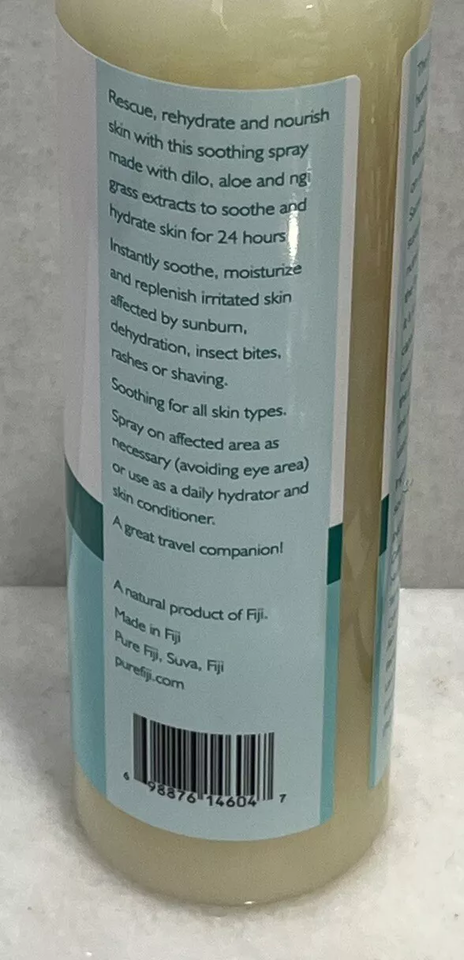 Rescue, rehydrate and nourish
skin with this soothing spray
made with dilo, aloe and ngi
grass extracts to soothe and
hydrate skin for 24 hours
Instantly soothe, moisturize
and replenish irritated skin
affected by sunburn,
dehydration, insect bites,
rashes or shaving.
Soothing for all skin types.
Spray on affected area as
necessary (avoiding eye area)
or use as a daily hydrator and
skin conditioner.
A great travel companion!
A natural product of Fiji.
Made in Fiji
Pure Fiji, Suva, Fiji
purefiji.com
6 98876 14604 7